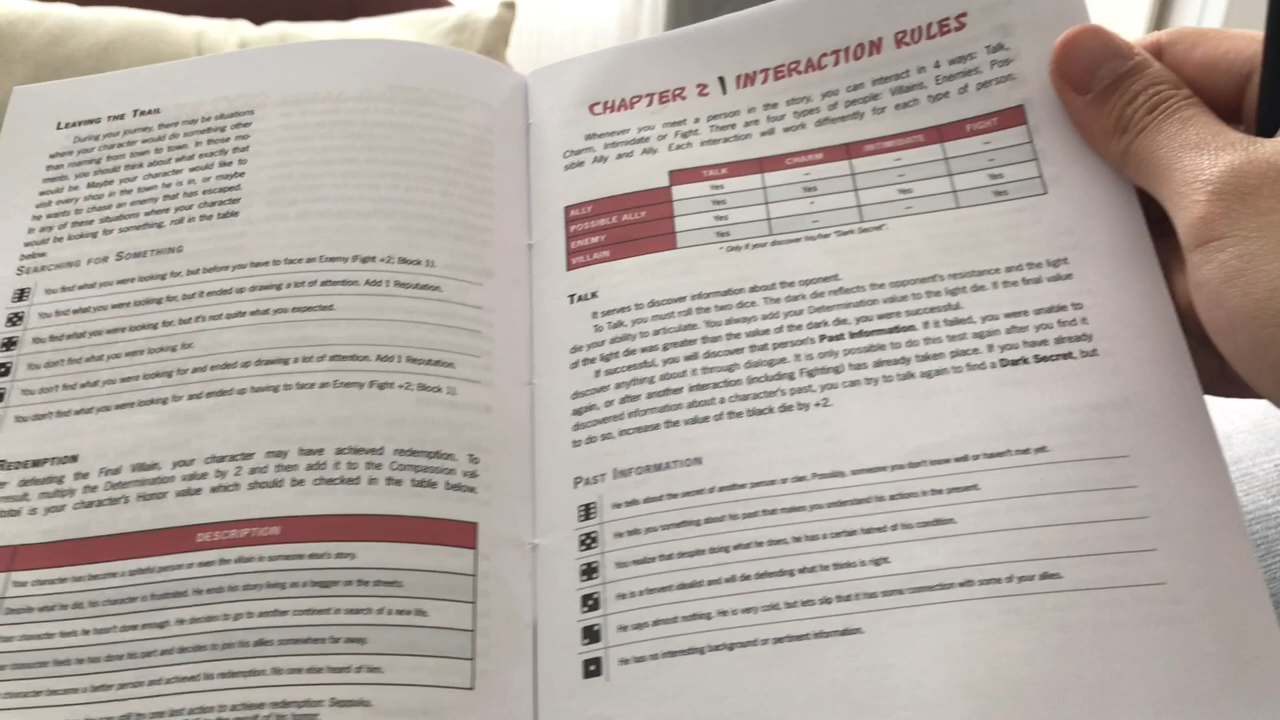 LEAVING THE TRAIL
During your journey, there may be situations
where your character would do something other
than roaming from town to town. In those mo-
ments, you should think about what exactly that
would be. Maybe your character would like to
visit every shop in the town he is in, or maybe
he wants to chase an enemy that has escaped.
In any of these situations where your character
would be looking for something, roll in the table
below.
SEARCHING FOR SOMETHING
You find what you were looking for, but before you have to face an Enemy (Fight +2; Block 1).
You find what you were looking for, but it ended up drawing a lot of attention. Add 1 Reputation.
You find what you were looking for, but it's not quite what you expected.
You don't find what you were looking for.
You don't find what you were looking for and ended up drawing a lot of attention. Add 1 Reputation.
You don't find what you were looking for and ended up having to face an Enemy (Fight +2; Block 1).
REDEMPTION
defeating the Final Villain, your character may have achieved redemption. To
result, multiply the Determination value by 2 and then add it to the Compassion val-
total is your character's Honor value which should be checked in the table below.
DESCRIPTION
Your character has become a spiteful person or even the villain in someone else's story.
Despite what he did, his character is frustrated. He ends his story living as a beggar on the streets.
character feels he hasn't done enough. He decides to go to another continent in search of a new life.
character feels he has done his part and decides to join his allies somewhere far away.
character became a better person and achieved his redemption. No one else heard of him.
one last action to achieve redemption: Seppuku.
result of his honor.
CHAPTER 2 | INTERACTION RULES
Whenever you meet a person in the story, you can interact in 4 ways: Talk,
Charm, Intimidate or Fight. There are four types of people: Villains, Enemies, Pos-
sible Ally and Ally. Each interaction will work differently for each type of person.
TALK CHARM INTIMIDATE FIGHT
ALLY Yes - - -
POSSIBLE ALLY Yes Yes - -
ENEMY Yes * Yes Yes
VILLAIN Yes - - Yes
* Only if your discover his/her "Dark Secret".
TALK
It serves to discover information about the opponent.
To Talk, you must roll the two dice. The dark die reflects the opponent's resistance and the light
die your ability to articulate. You always add your Determination value to the light die. If the final value
of the light die was greater than the value of the dark die, you were successful.
If successful, you will discover that person's Past Information. If it failed, you were unable to
discover anything about it through dialogue. It is only possible to do this test again after you find it
again, or after another interaction (including Fighting) has already taken place. If you have already
discovered information about a character's past, you can try to talk again to find a Dark Secret, but
to do so, increase the value of the black die by +2.
PAST INFORMATION
He tells about the secret of another person or clan. Possibly, someone you don't know well or haven't met yet.
He tells you something about his past that makes you understand his actions in the present.
You realize that despite doing what he does, he has a certain hatred of his condition.
He is a fervent idealist and will die defending what he thinks is right.
He says almost nothing. He is very cold, but lets slip that it has some connection with some of your allies.
He has no interesting background or pertinent information.